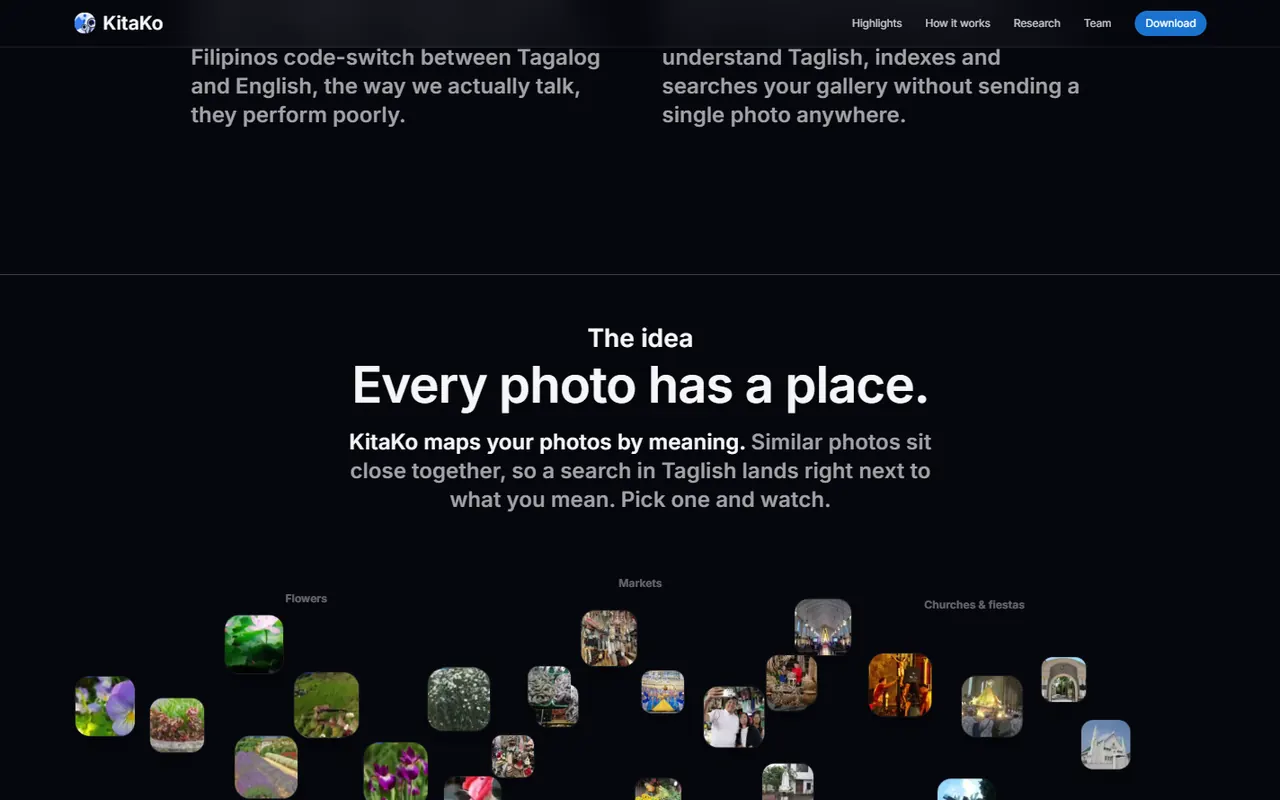 KitaKo
Highlights
How it works
Research
Team
Download
Filipinos code-switch between Tagalog
and English, the way we actually talk,
they perform poorly.
understand Taglish, indexes and
searches your gallery without sending a
single photo anywhere.
The idea
Every photo has a place.
KitaKo maps your photos by meaning. Similar photos sit
close together, so a search in Taglish lands right next to
what you mean. Pick one and watch.
Markets
Flowers
Churches & fiestas